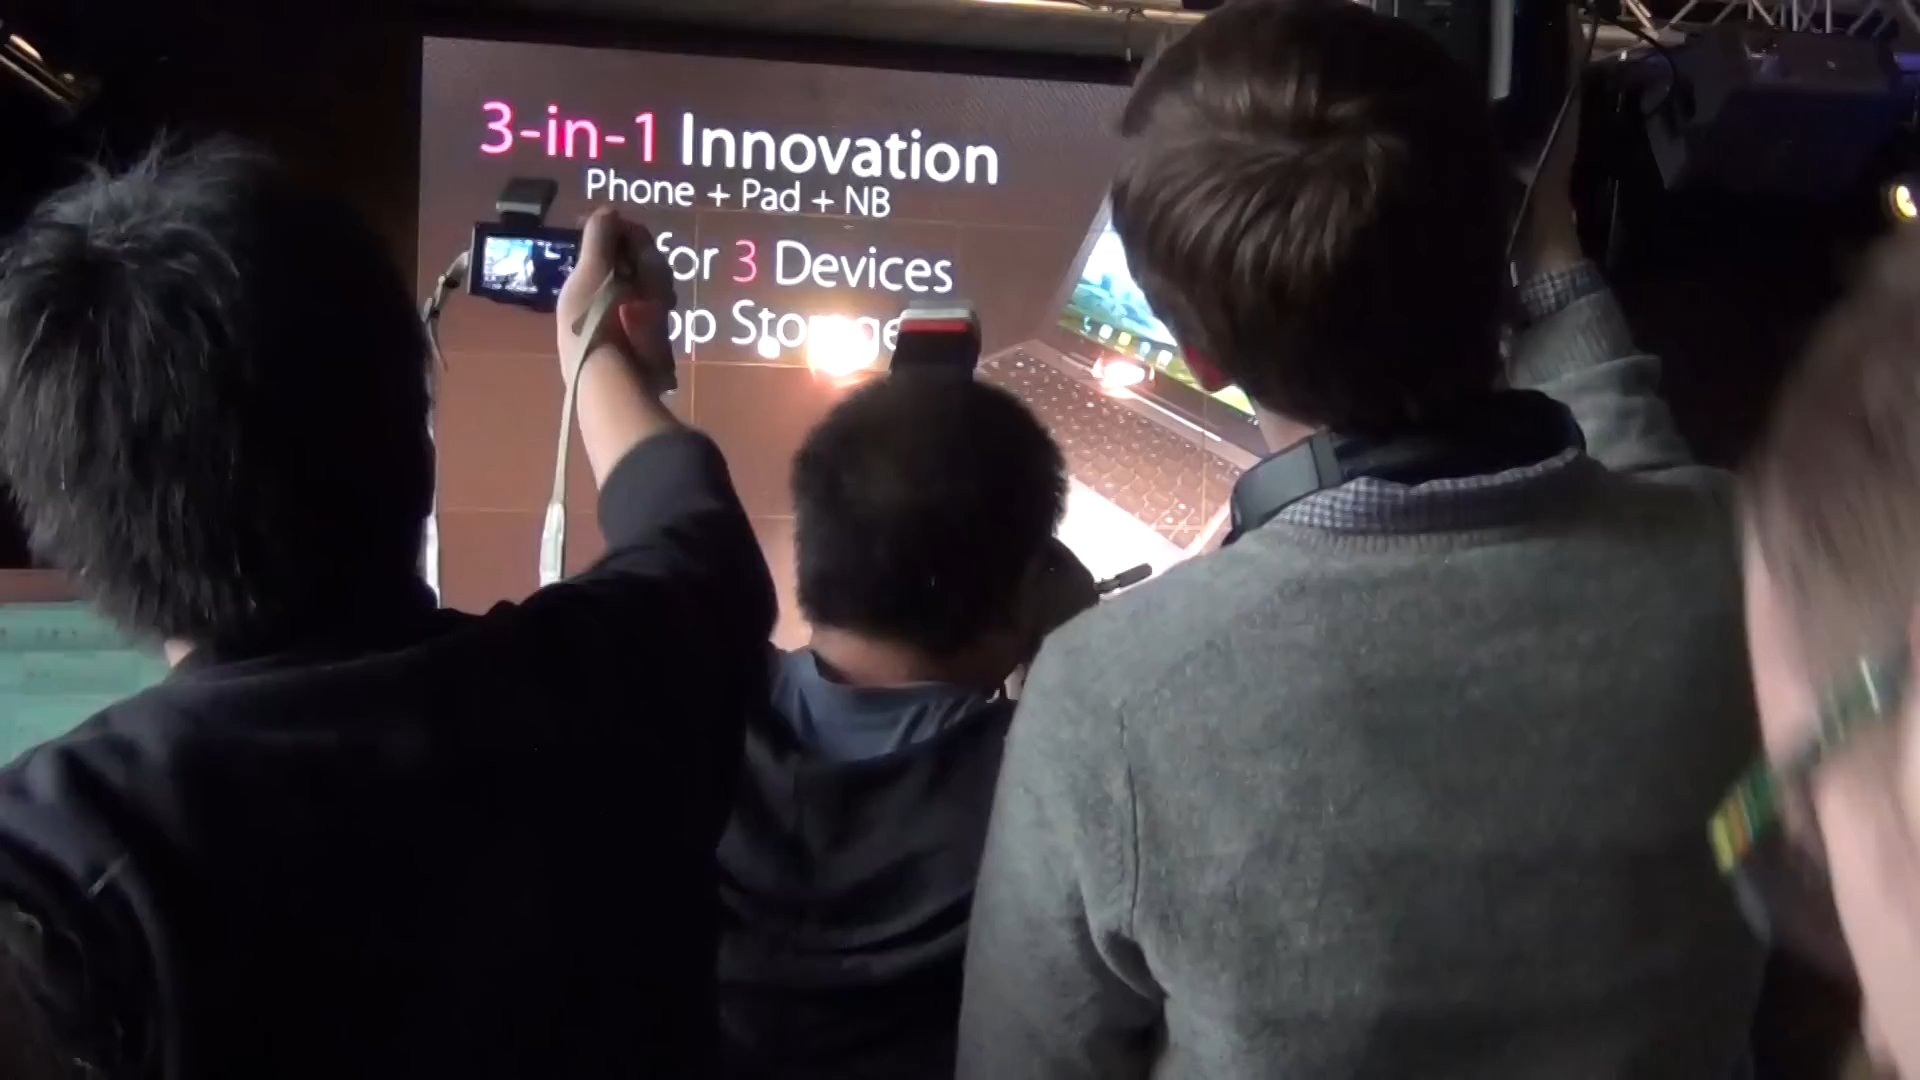 3-in-1 Innovation
Phone + Pad + NB
for 3 Devices